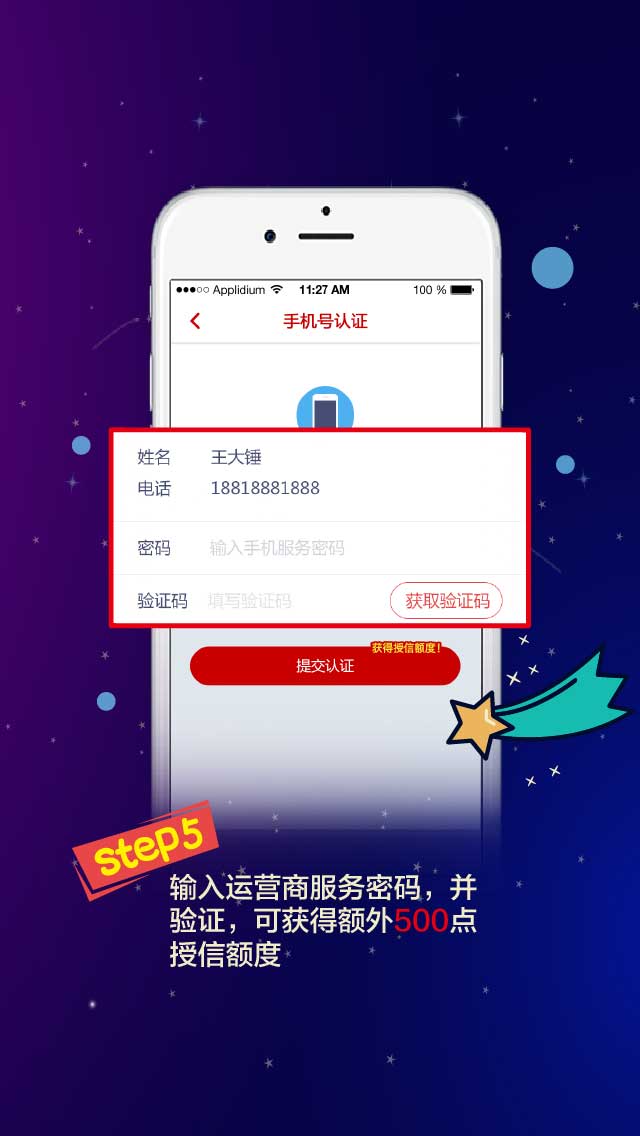 Applidium 11:27 AM 100 %
手机号认证
姓名 王大锤
电话 18818881888
密码 输入手机服务密码
验证码 填写验证码 获取验证码
获得授信额度!
提交认证
step5
输入运营商服务密码，并
验证，可获得额外500点
授信额度